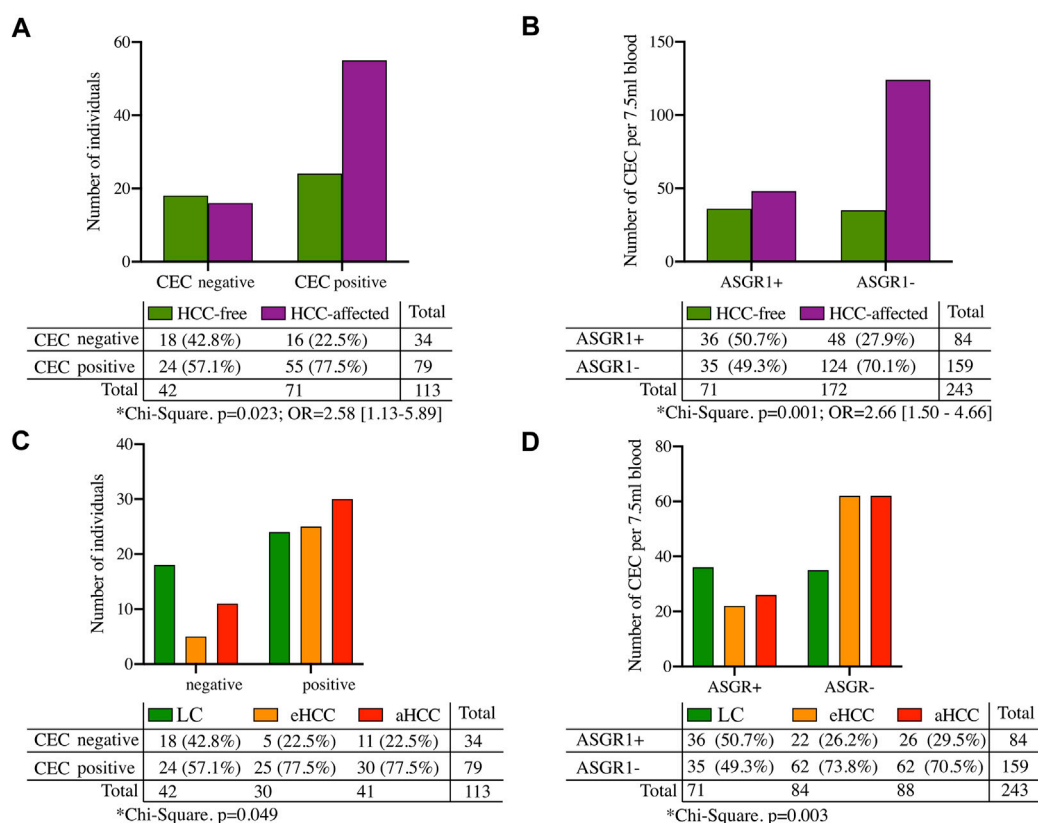 A
Number of individuals
60
40
20
0
CEC negative CEC positive
HCC-free HCC-affected Total
CEC negative 18 (42.8%) 16 (22.5%) 34
CEC positive 24 (57.1%) 55 (77.5%) 79
Total 42 71 113
*Chi-Square. p=0.023; OR=2.58 [1.13-5.89]
B
Number of CEC per 7.5ml blood
150
100
50
0
ASGR1+ ASGR1-
HCC-free HCC-affected Total
ASGR1+ 36 (50.7%) 48 (27.9%) 84
ASGR1- 35 (49.3%) 124 (70.1%) 159
Total 71 172 243
*Chi-Square. p=0.001; OR=2.66 [1.50 - 4.66]
C
Number of individuals
40
30
20
10
0
negative positive
LC eHCC aHCC Total
CEC negative 18 (42.8%) 5 (22.5%) 11 (22.5%) 34
CEC positive 24 (57.1%) 25 (77.5%) 30 (77.5%) 79
Total 42 30 41 113
*Chi-Square. p=0.049
D
Number of CEC per 7.5ml blood
80
60
40
20
0
ASGR+ ASGR-
LC eHCC aHCC Total
ASGR1+ 36 (50.7%) 22 (26.2%) 26 (29.5%) 84
ASGR1- 35 (49.3%) 62 (73.8%) 62 (70.5%) 159
Total 71 84 88 243
*Chi-Square. p=0.003